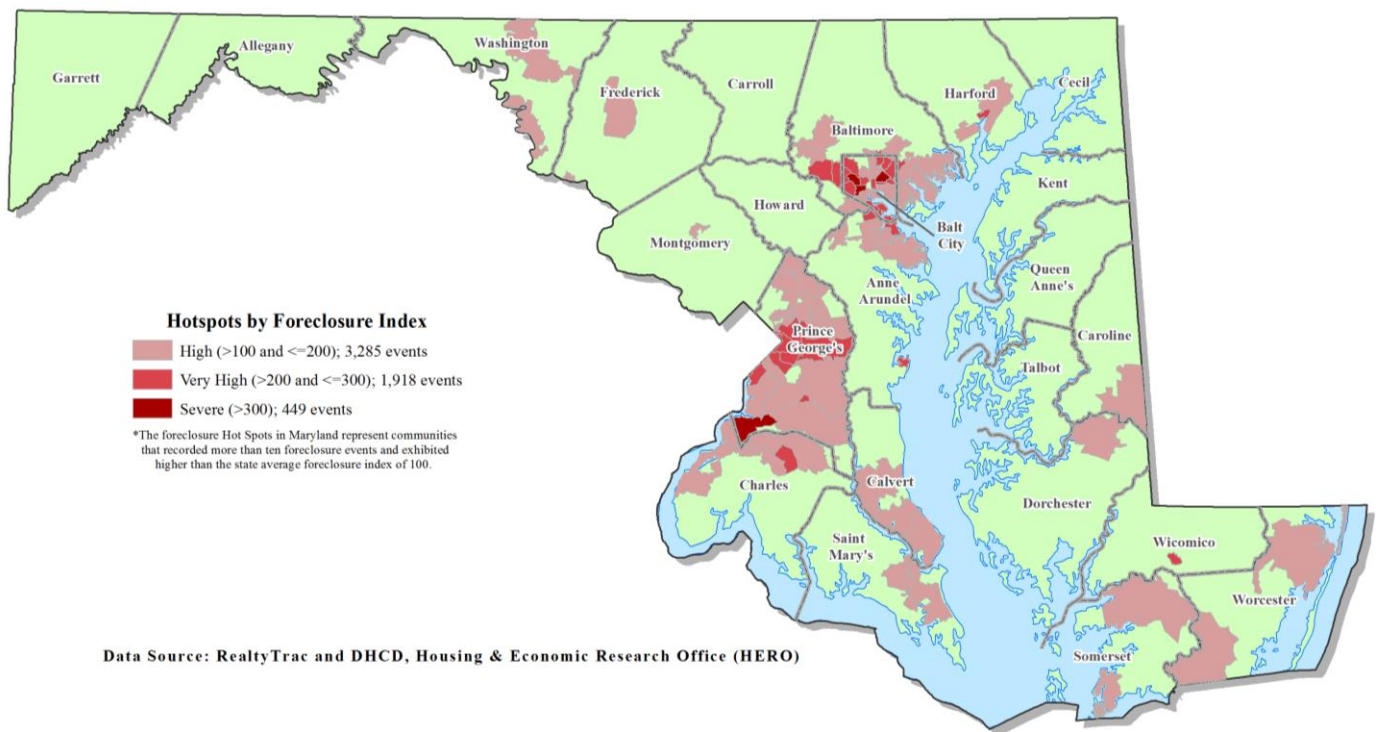 Garrett
Allegany
Washington
Frederick
Carroll
Baltimore
Harford
Cecil
Kent
Howard
Montgomery
Balt
City
Queen
Anne's
Anne
Arundel
Prince
George's
Caroline
Talbot
Hotspots by Foreclosure Index
High (>100 and <=200); 3,285 events
Very High (>200 and <=300); 1,918 events
Severe (>300); 449 events
*The foreclosure Hot Spots in Maryland represent communities
that recorded more than ten foreclosure events and exhibited
higher than the state average foreclosure index of 100.
Charles
Calvert
Dorchester
Saint
Mary's
Wicomico
Worcester
Somerset
Data Source: RealtyTrac and DHCD, Housing & Economic Research Office (HERO)